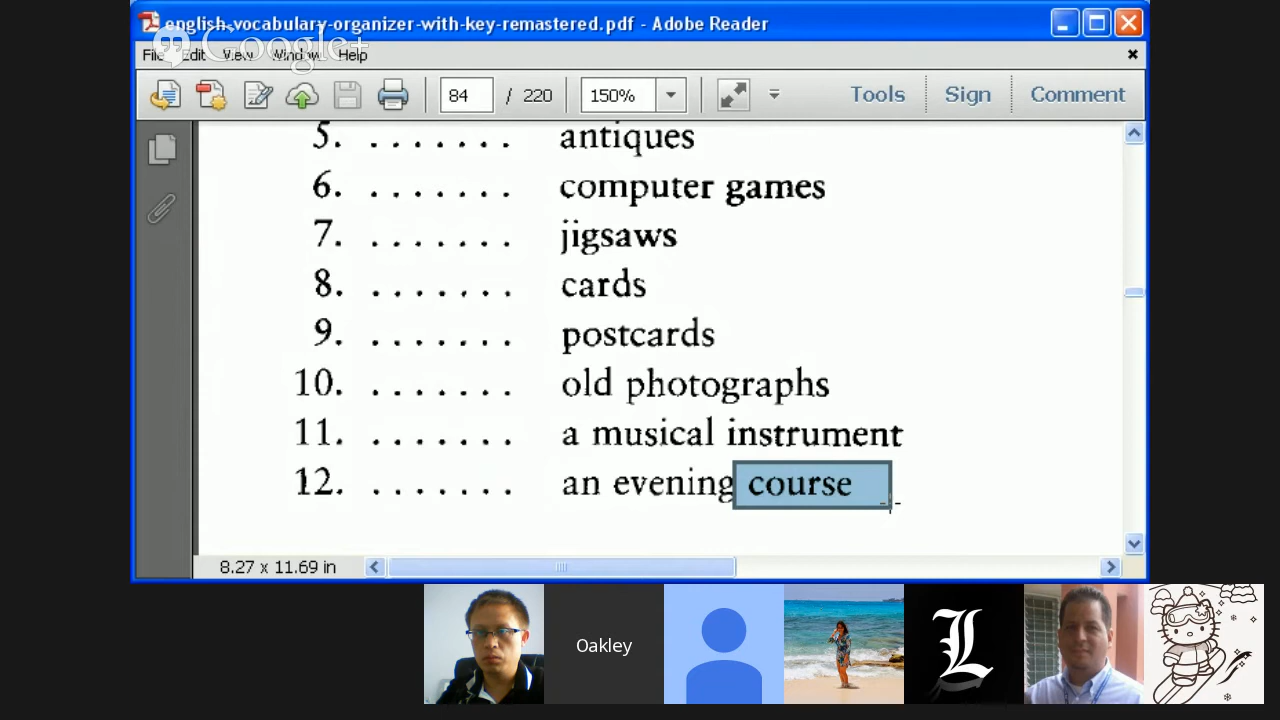 english-vocabulary-organizer-with-key-remastered.pdf - Adobe Reader
Google+
File Edit View Window Help
84 / 220 150% Tools Sign Comment
5. . . . . . . . antiques
6. . . . . . . . computer games
7. . . . . . . . jigsaws
8. . . . . . . . cards
9. . . . . . . . postcards
10. . . . . . . . old photographs
11. . . . . . . . a musical instrument
12. . . . . . . . an evening course
8.27 x 11.69 in
Oakley
L